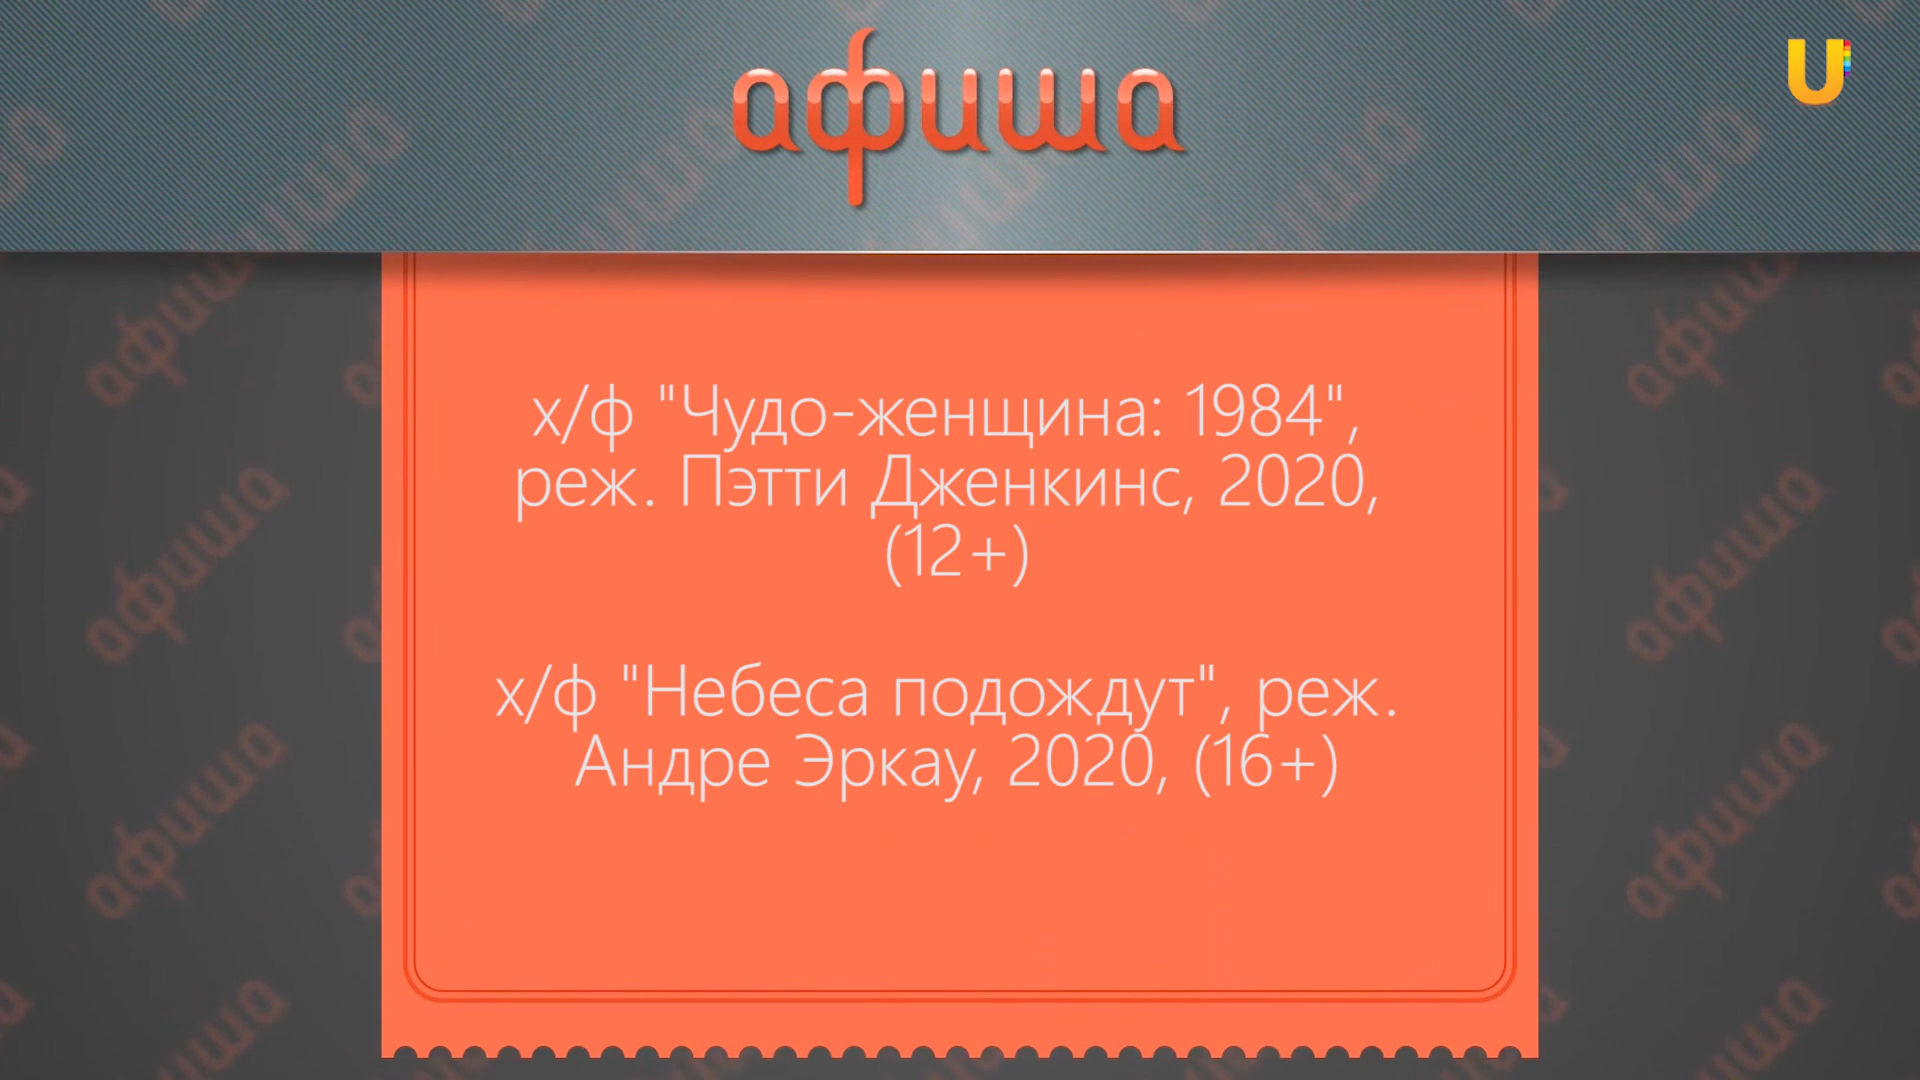 афиша
U
х/ф "Чудо-женщина: 1984",
реж. Пэтти Дженкинс, 2020,
(12+)
х/ф "Небеса подождут", реж.
Андре Эркау, 2020, (16+)